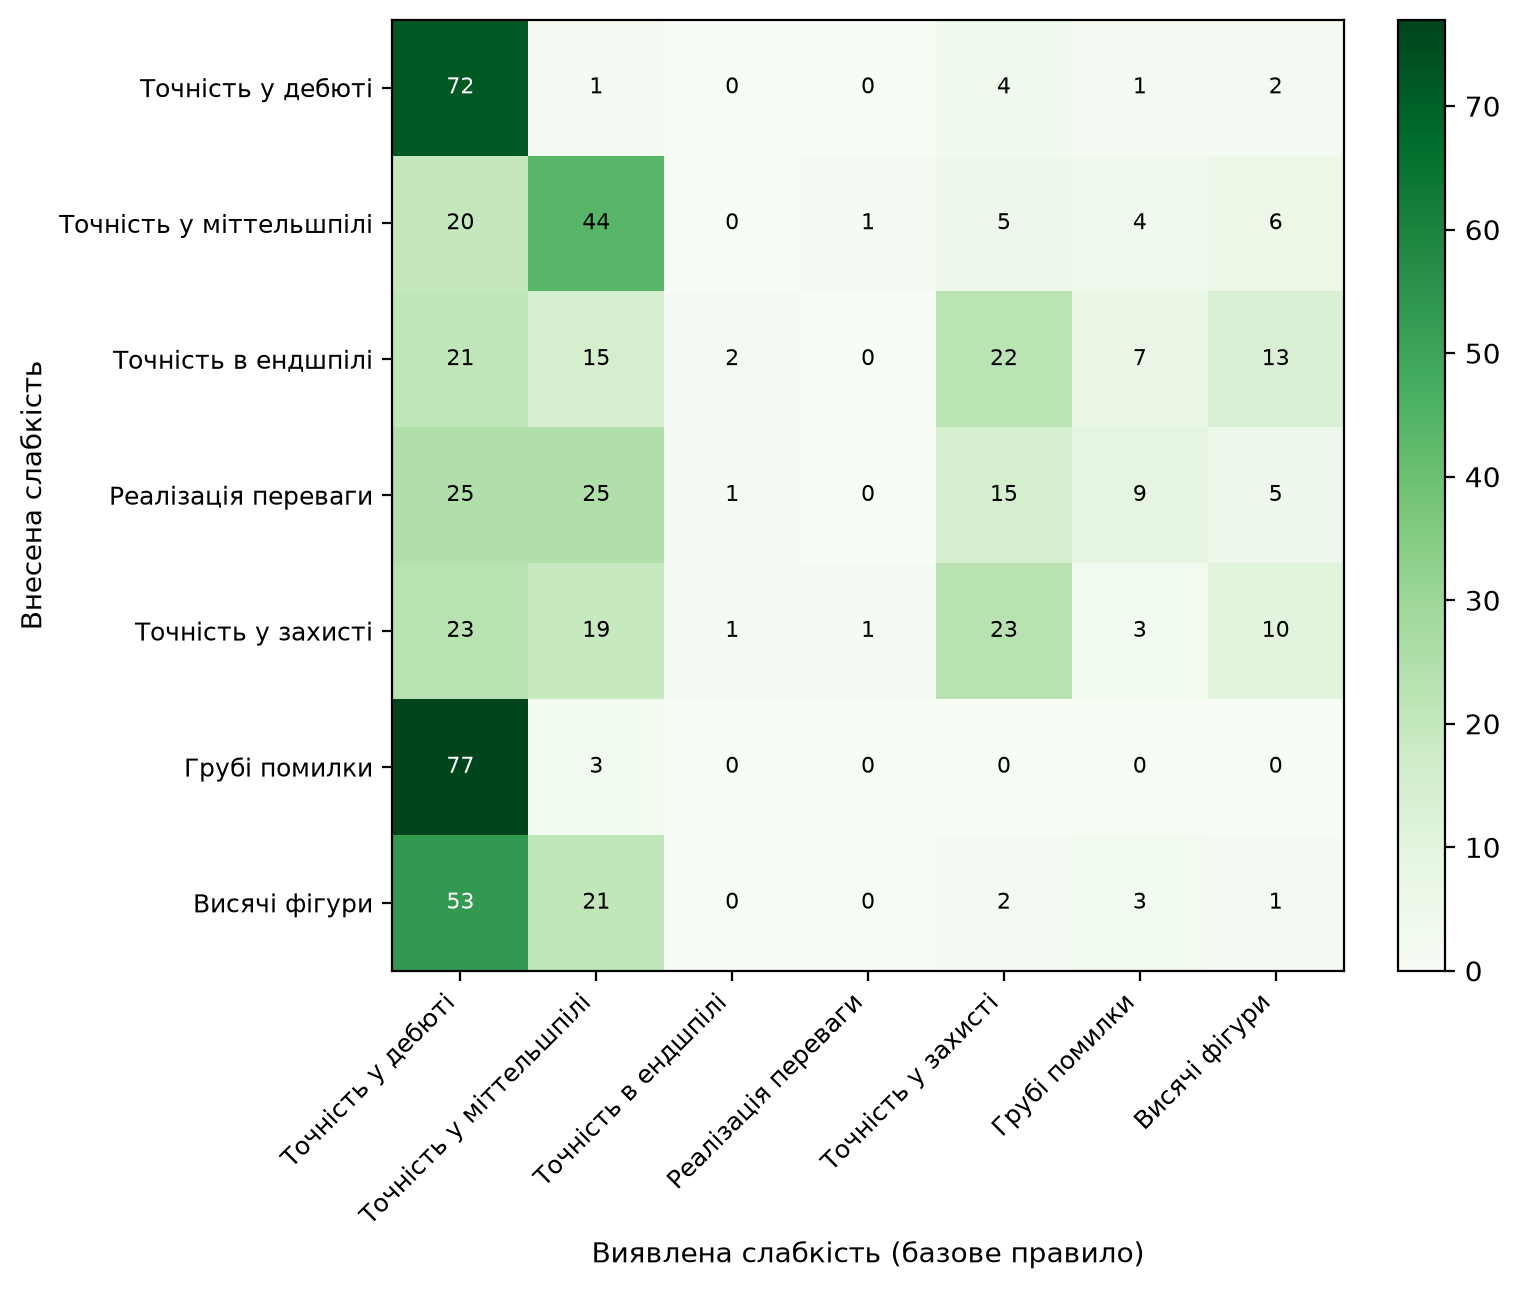 Точність у дебюті 72 1 0 0 4 1 2
Точність у міттельшпілі 20 44 0 1 5 4 6
Точність в ендшпілі 21 15 2 0 22 7 13
Реалізація переваги 25 25 1 0 15 9 5
Точність у захисті 23 19 1 1 23 3 10
Грубі помилки 77 3 0 0 0 0 0
Висячі фігури 53 21 0 0 2 3 1
Внесена слабкість
Точність у дебюті
Точність у міттельшпілі
Точність в ендшпілі
Реалізація переваги
Точність у захисті
Грубі помилки
Висячі фігури
Виявлена слабкість (базове правило)
70
60
50
40
30
20
10
0